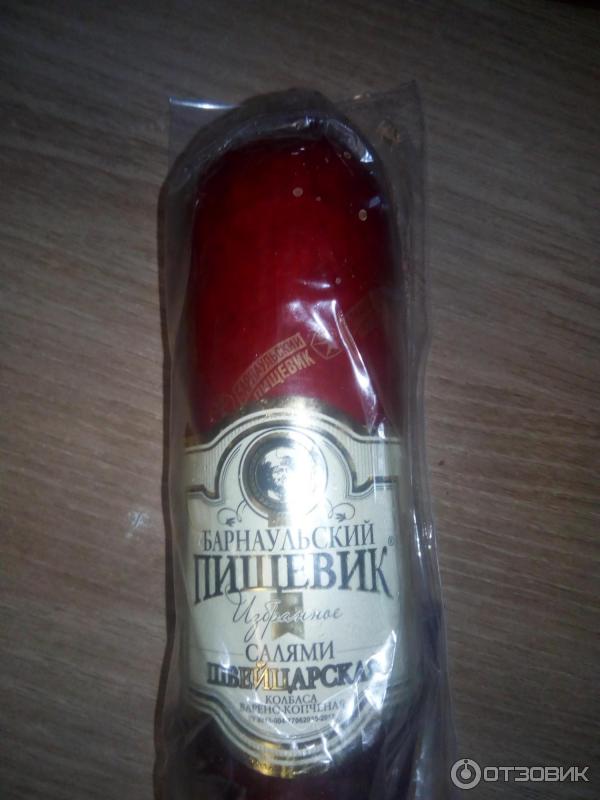 БАРНАУЛЬСКИЙ
ПИЩЕВИК
БАРНАУЛЬСКИЙ
ПИЩЕВИК®
Избранное
САЛЯМИ
ШВЕЙЦАРСКАЯ
КОЛБАСА
ВАРЕНО-КОПЧЕНАЯ
ОТЗОВИК